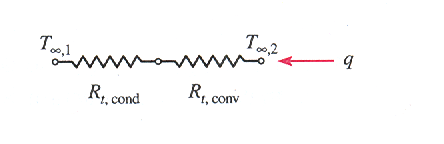 T∞,1 T∞,2 q
Rt, cond Rt, conv